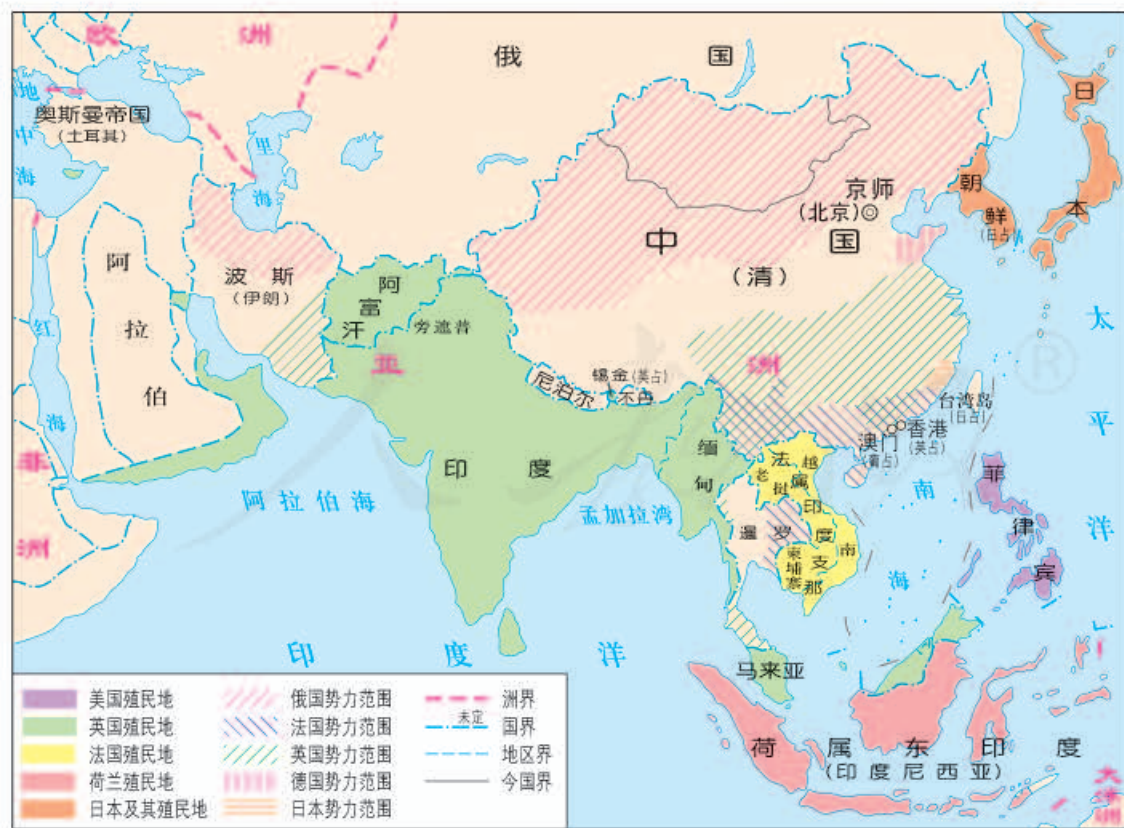 欧洲
俄国
地中海
奥斯曼帝国
(土耳其)
里海
日本
京师
(北京)
朝鲜
(日占)
中国
(清)
阿拉伯
波斯
(伊朗)
阿富汗
旁遮普
亚洲
太平洋
红海
锡金(英占)
尼泊尔
不丹
台湾岛
(日占)
香港
(英占)
澳门
(葡占)
非洲
印度
缅甸
阿拉伯海
孟加拉湾
法属印度支那
越南
老挝
暹罗
柬埔寨
南海
菲律宾
印度洋
马来亚
荷属东印度
(印度尼西亚)
大洋洲
®
美国殖民地
英国殖民地
法国殖民地
荷兰殖民地
日本及其殖民地
俄国势力范围
法国势力范围
英国势力范围
德国势力范围
日本势力范围
洲界
未定
国界
地区界
今国界